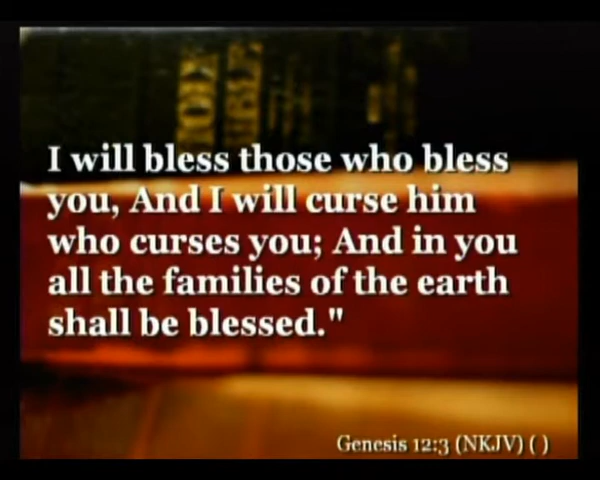 I will bless those who bless
you, And I will curse him
who curses you; And in you
all the families of the earth
shall be blessed."
Genesis 12:3 (NKJV) ( )